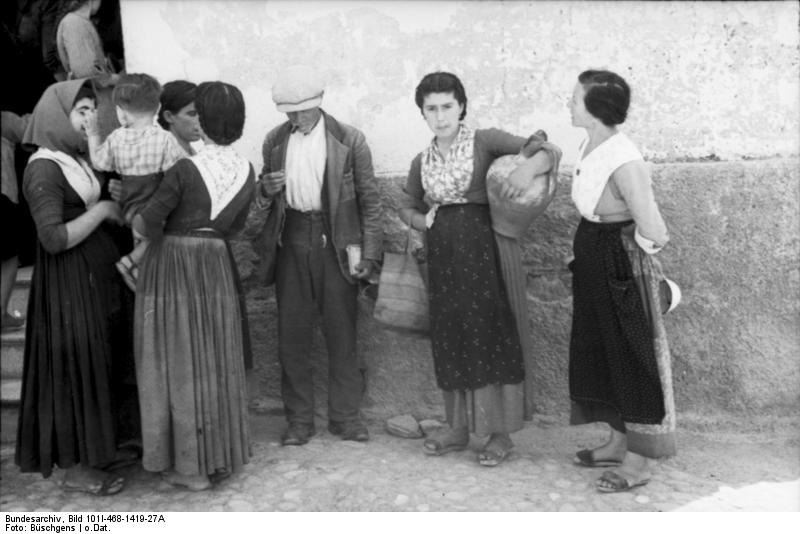 Bundesarchiv, Bild 101I-468-1419-27A
Foto: Büschgens | o.Dat.